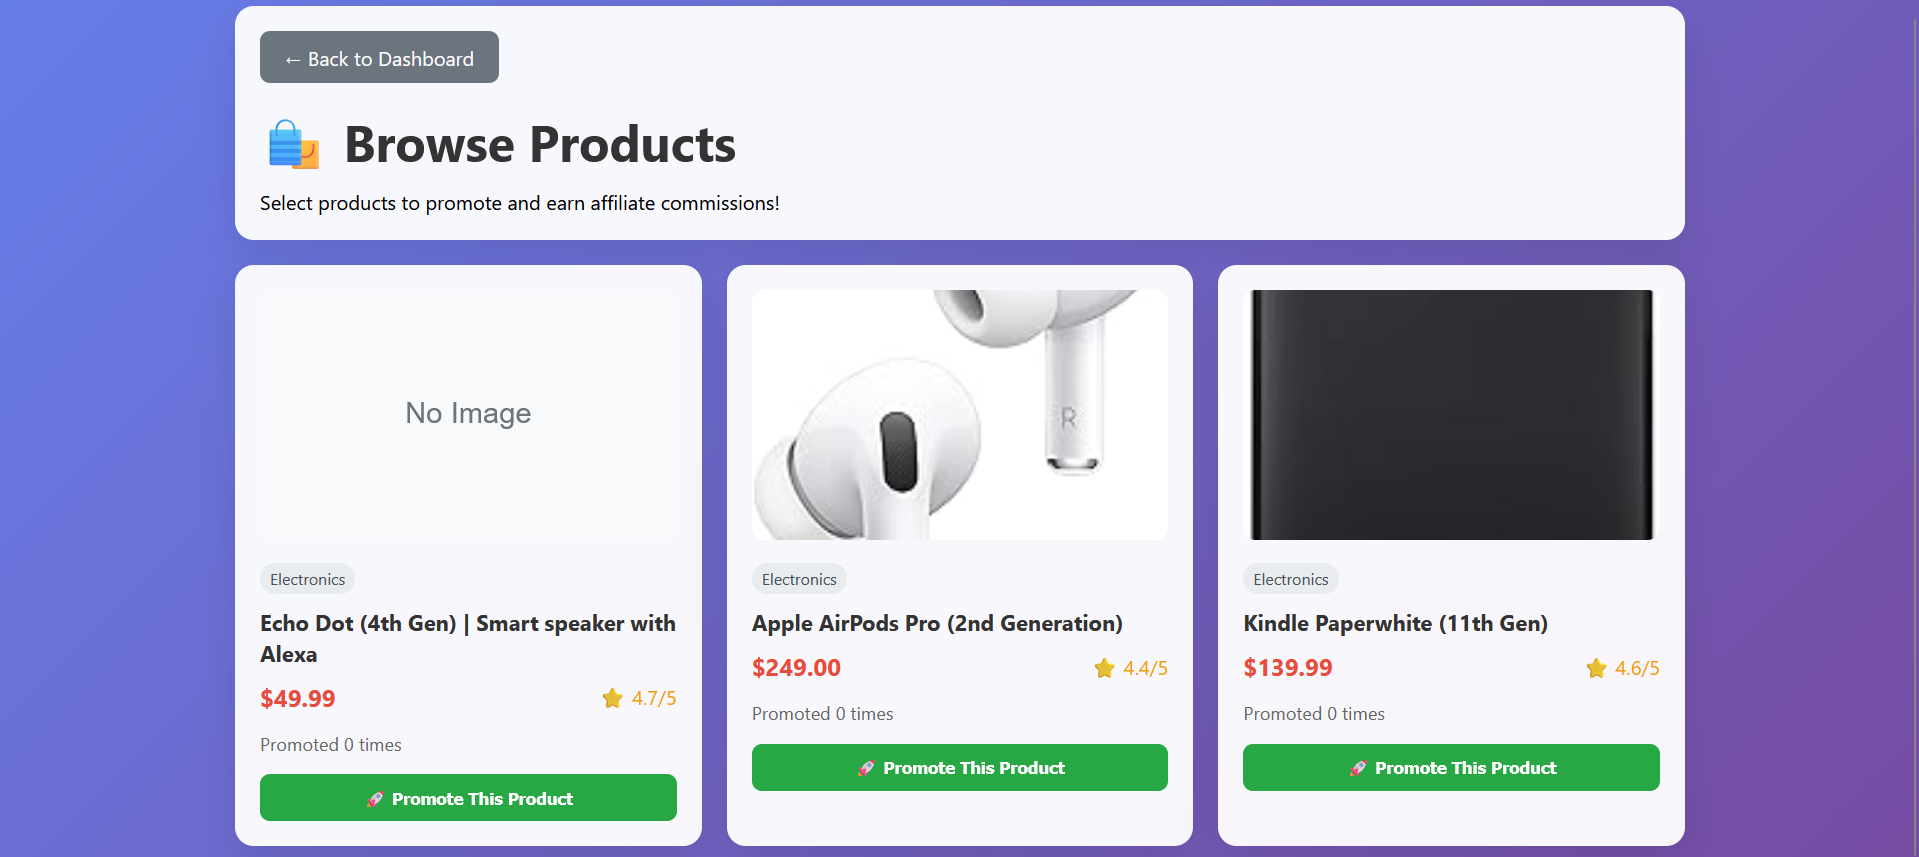 ← Back to Dashboard
Browse Products
Select products to promote and earn affiliate commissions!
No Image
Electronics
Echo Dot (4th Gen) | Smart speaker with
Alexa
$49.99
4.7/5
Promoted 0 times
Promote This Product
R
Electronics
Apple AirPods Pro (2nd Generation)
$249.00
4.4/5
Promoted 0 times
Promote This Product
Electronics
Kindle Paperwhite (11th Gen)
$139.99
4.6/5
Promoted 0 times
Promote This Product